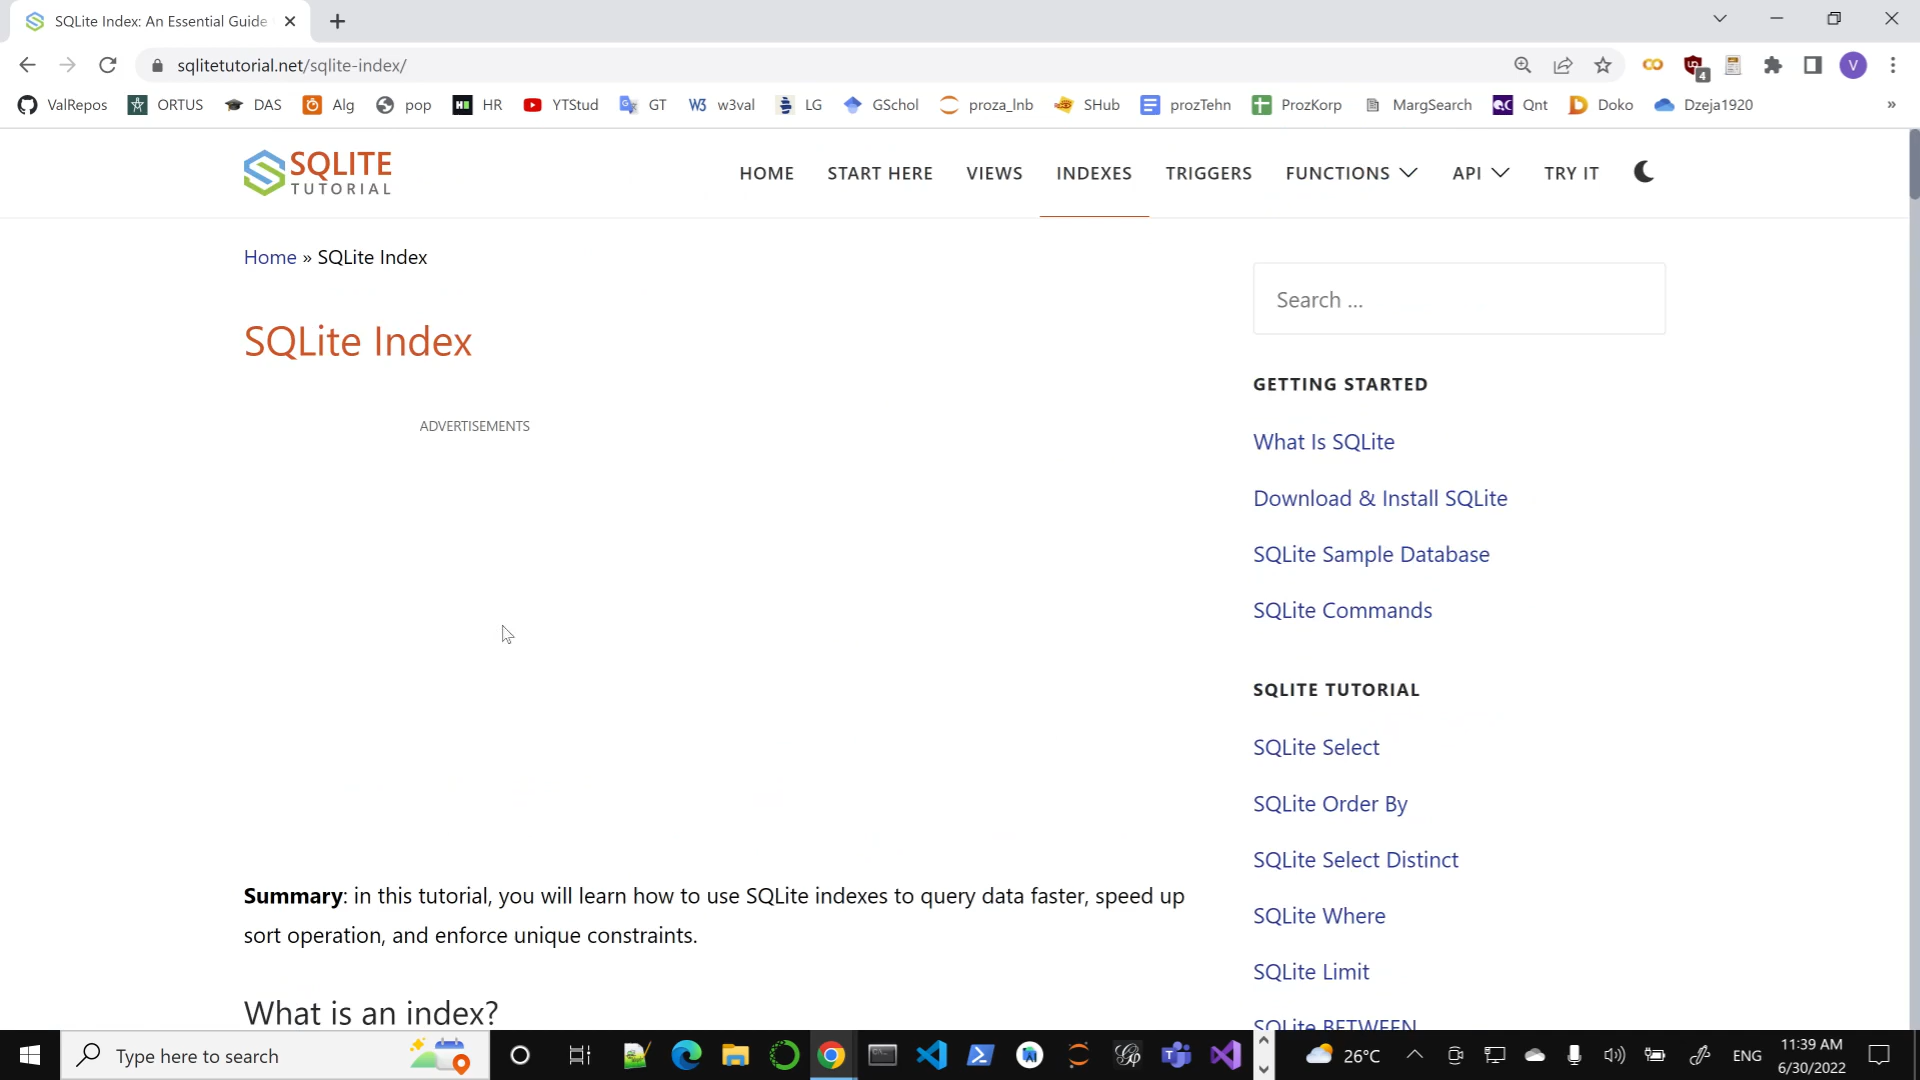 SQLite Index: An Essential Guide
sqlitetutorial.net/sqlite-index/
4
V
ValRepos
ORTUS
DAS
Alg
pop
HR
YTStud
GT
w3val
LG
GSchol
proza_lnb
SHub
prozTehn
ProzKorp
MargSearch
Qnt
Doko
Dzeja1920
»
SQLITE
TUTORIAL
HOME
START HERE
VIEWS
INDEXES
TRIGGERS
FUNCTIONS
API
TRY IT
Home » SQLite Index
SQLite Index
ADVERTISEMENTS
Summary: in this tutorial, you will learn how to use SQLite indexes to query data faster, speed up
sort operation, and enforce unique constraints.
What is an index?
Search ...
GETTING STARTED
What Is SQLite
Download & Install SQLite
SQLite Sample Database
SQLite Commands
SQLITE TUTORIAL
SQLite Select
SQLite Order By
SQLite Select Distinct
SQLite Where
SQLite Limit
SQLite BETWEEN
Type here to search
26°C
ENG
11:39 AM
6/30/2022